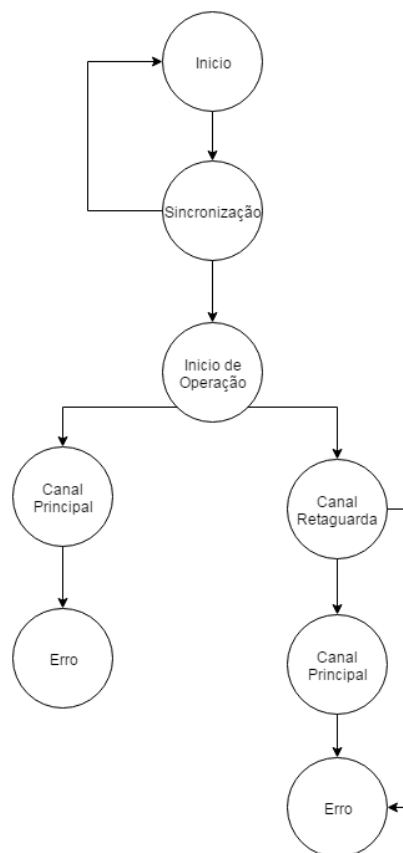 Inicio
Sincronização
Inicio de
Operação
Canal
Principal
Canal
Retaguarda
Erro
Canal
Principal
Erro